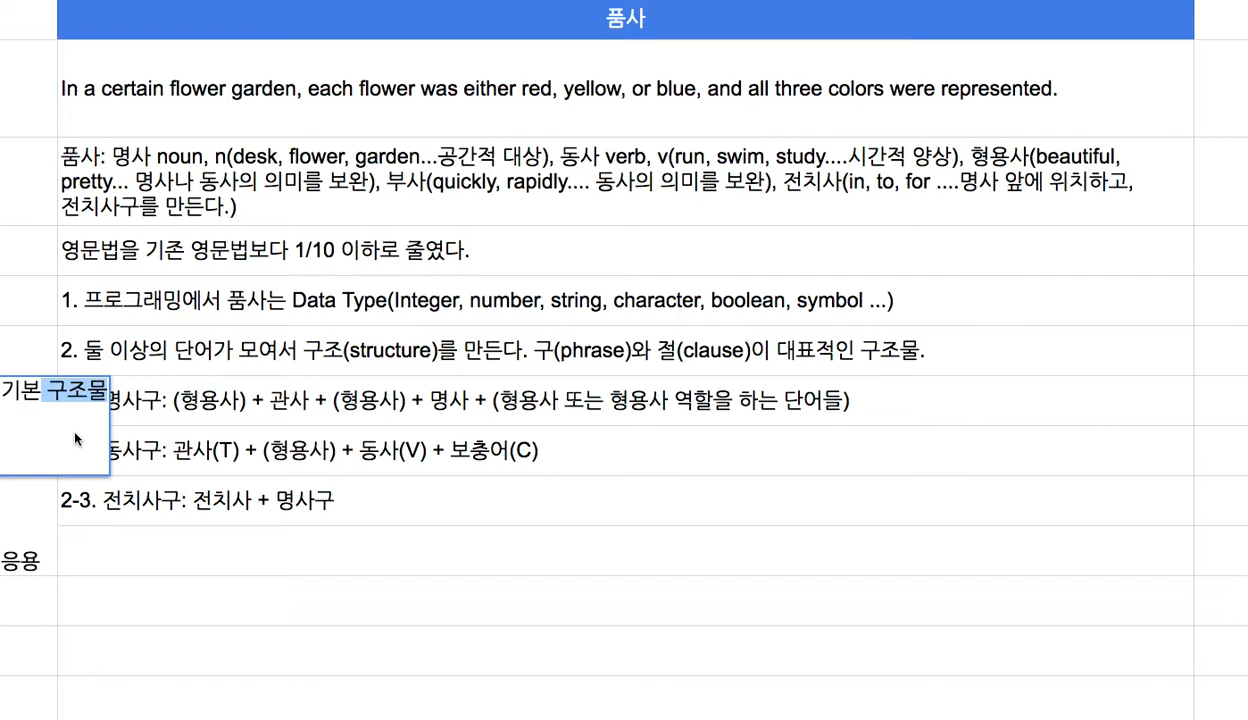 품사
In a certain flower garden, each flower was either red, yellow, or blue, and all three colors were represented.
품사: 명사 noun, n(desk, flower, garden...공간적 대상), 동사 verb, v(run, swim, study....시간적 양상), 형용사(beautiful,
pretty... 명사나 동사의 의미를 보완), 부사(quickly, rapidly.... 동사의 의미를 보완), 전치사(in, to, for ....명사 앞에 위치하고,
전치사구를 만든다.)
영문법을 기존 영문법보다 1/10 이하로 줄였다.
1. 프로그래밍에서 품사는 Data Type(Integer, number, string, character, boolean, symbol ...)
2. 둘 이상의 단어가 모여서 구조(structure)를 만든다. 구(phrase)와 절(clause)이 대표적인 구조물.
기본 구조물
명사구: (형용사) + 관사 + (형용사) + 명사 + (형용사 또는 형용사 역할을 하는 단어들)
동사구: 관사(T) + (형용사) + 동사(V) + 보충어(C)
2-3. 전치사구: 전치사 + 명사구
응용